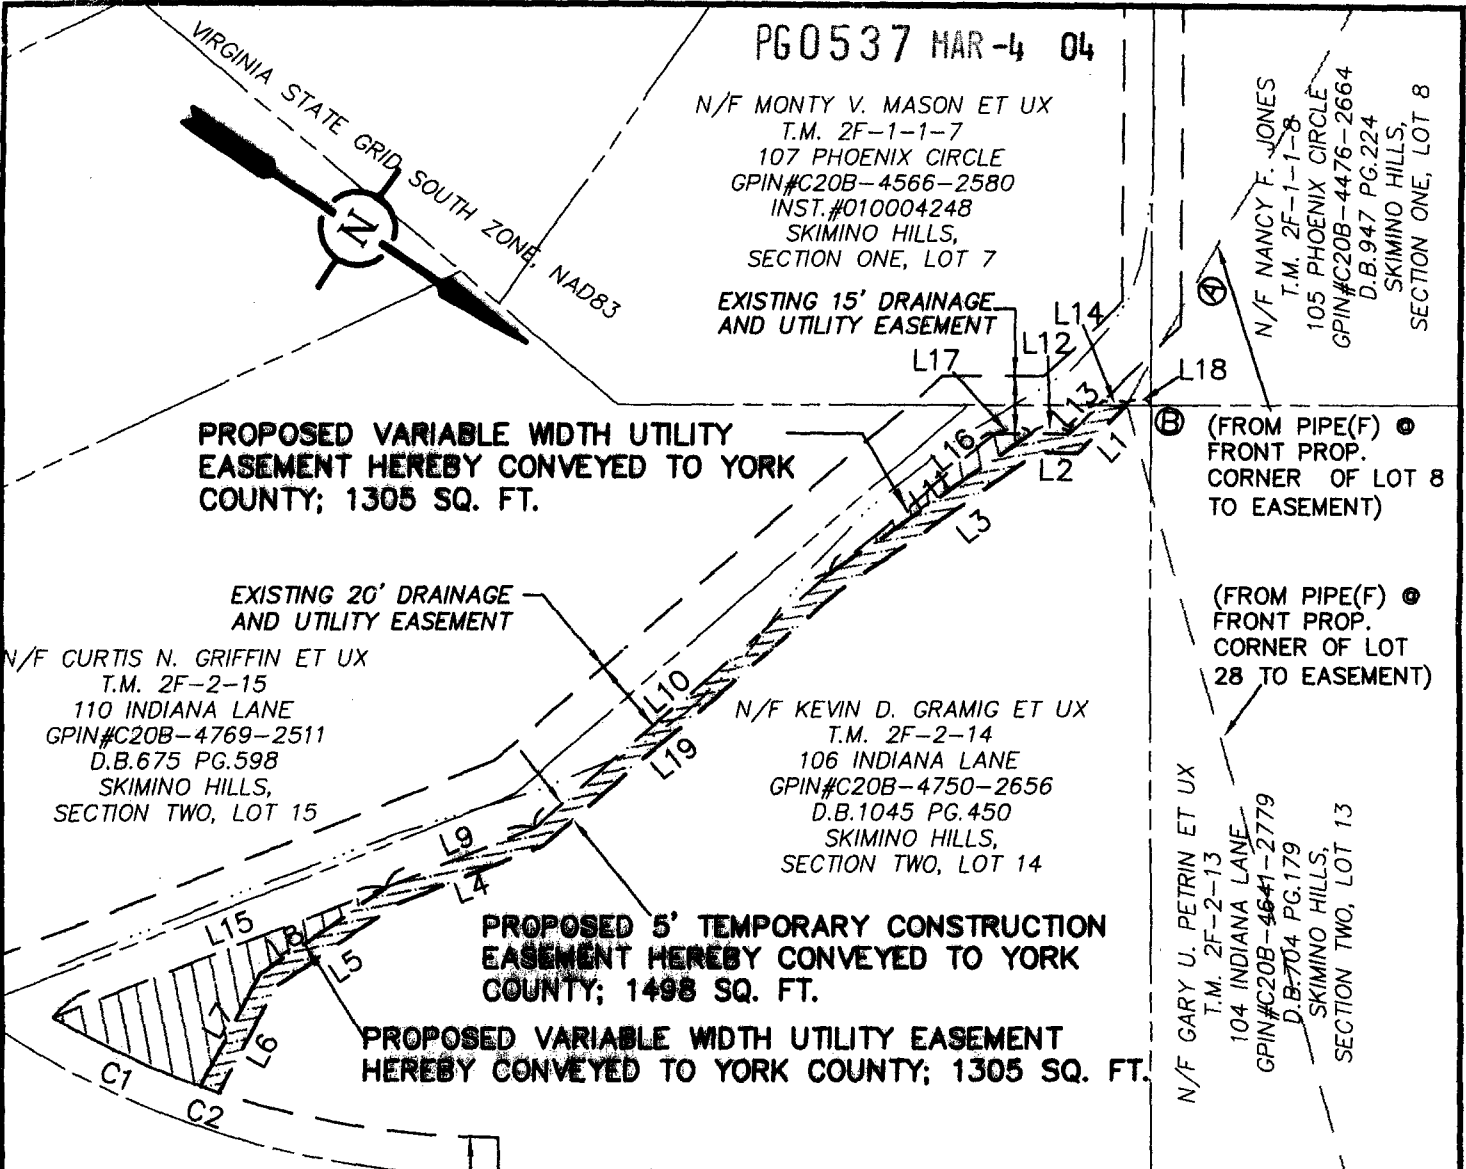 PG0537 MAR-4 04
VIRGINIA STATE GRID SOUTH ZONE, NAD83
N
N/F MONTY V. MASON ET UX
T.M. 2F-1-1-7
107 PHOENIX CIRCLE
GPIN#C20B-4566-2580
INST.#010004248
SKIMINO HILLS,
SECTION ONE, LOT 7
N/F NANCY F. JONES
T.M. 2F-1-1-8
105 PHOENIX CIRCLE
GPIN#C20B-4476-2664
D.B.947 PG.224
SKIMINO HILLS,
SECTION ONE, LOT 8
EXISTING 15' DRAINAGE
AND UTILITY EASEMENT
L17
L12
L14
L18
L13
L1
L2
L16
L11
L3
A
B
(FROM PIPE(F) @
FRONT PROP.
CORNER OF LOT 8
TO EASEMENT)
PROPOSED VARIABLE WIDTH UTILITY
EASEMENT HEREBY CONVEYED TO YORK
COUNTY; 1305 SQ. FT.
EXISTING 20' DRAINAGE
AND UTILITY EASEMENT
(FROM PIPE(F) @
FRONT PROP.
CORNER OF LOT
28 TO EASEMENT)
N/F CURTIS N. GRIFFIN ET UX
T.M. 2F-2-15
110 INDIANA LANE
GPIN#C20B-4769-2511
D.B.675 PG.598
SKIMINO HILLS,
SECTION TWO, LOT 15
L10
L19
N/F KEVIN D. GRAMIG ET UX
T.M. 2F-2-14
106 INDIANA LANE
GPIN#C20B-4750-2656
D.B.1045 PG.450
SKIMINO HILLS,
SECTION TWO, LOT 14
N/F GARY U. PETRIN ET UX
T.M. 2F-2-13
104 INDIANA LANE
GPIN#C20B-4641-2779
D.B.704 PG.179
SKIMINO HILLS,
SECTION TWO, LOT 13
L9
L4
L15
L8
L5
L7
L6
C1
C2
PROPOSED 5' TEMPORARY CONSTRUCTION
EASEMENT HEREBY CONVEYED TO YORK
COUNTY; 1498 SQ. FT.
PROPOSED VARIABLE WIDTH UTILITY EASEMENT
HEREBY CONVEYED TO YORK COUNTY; 1305 SQ. FT.